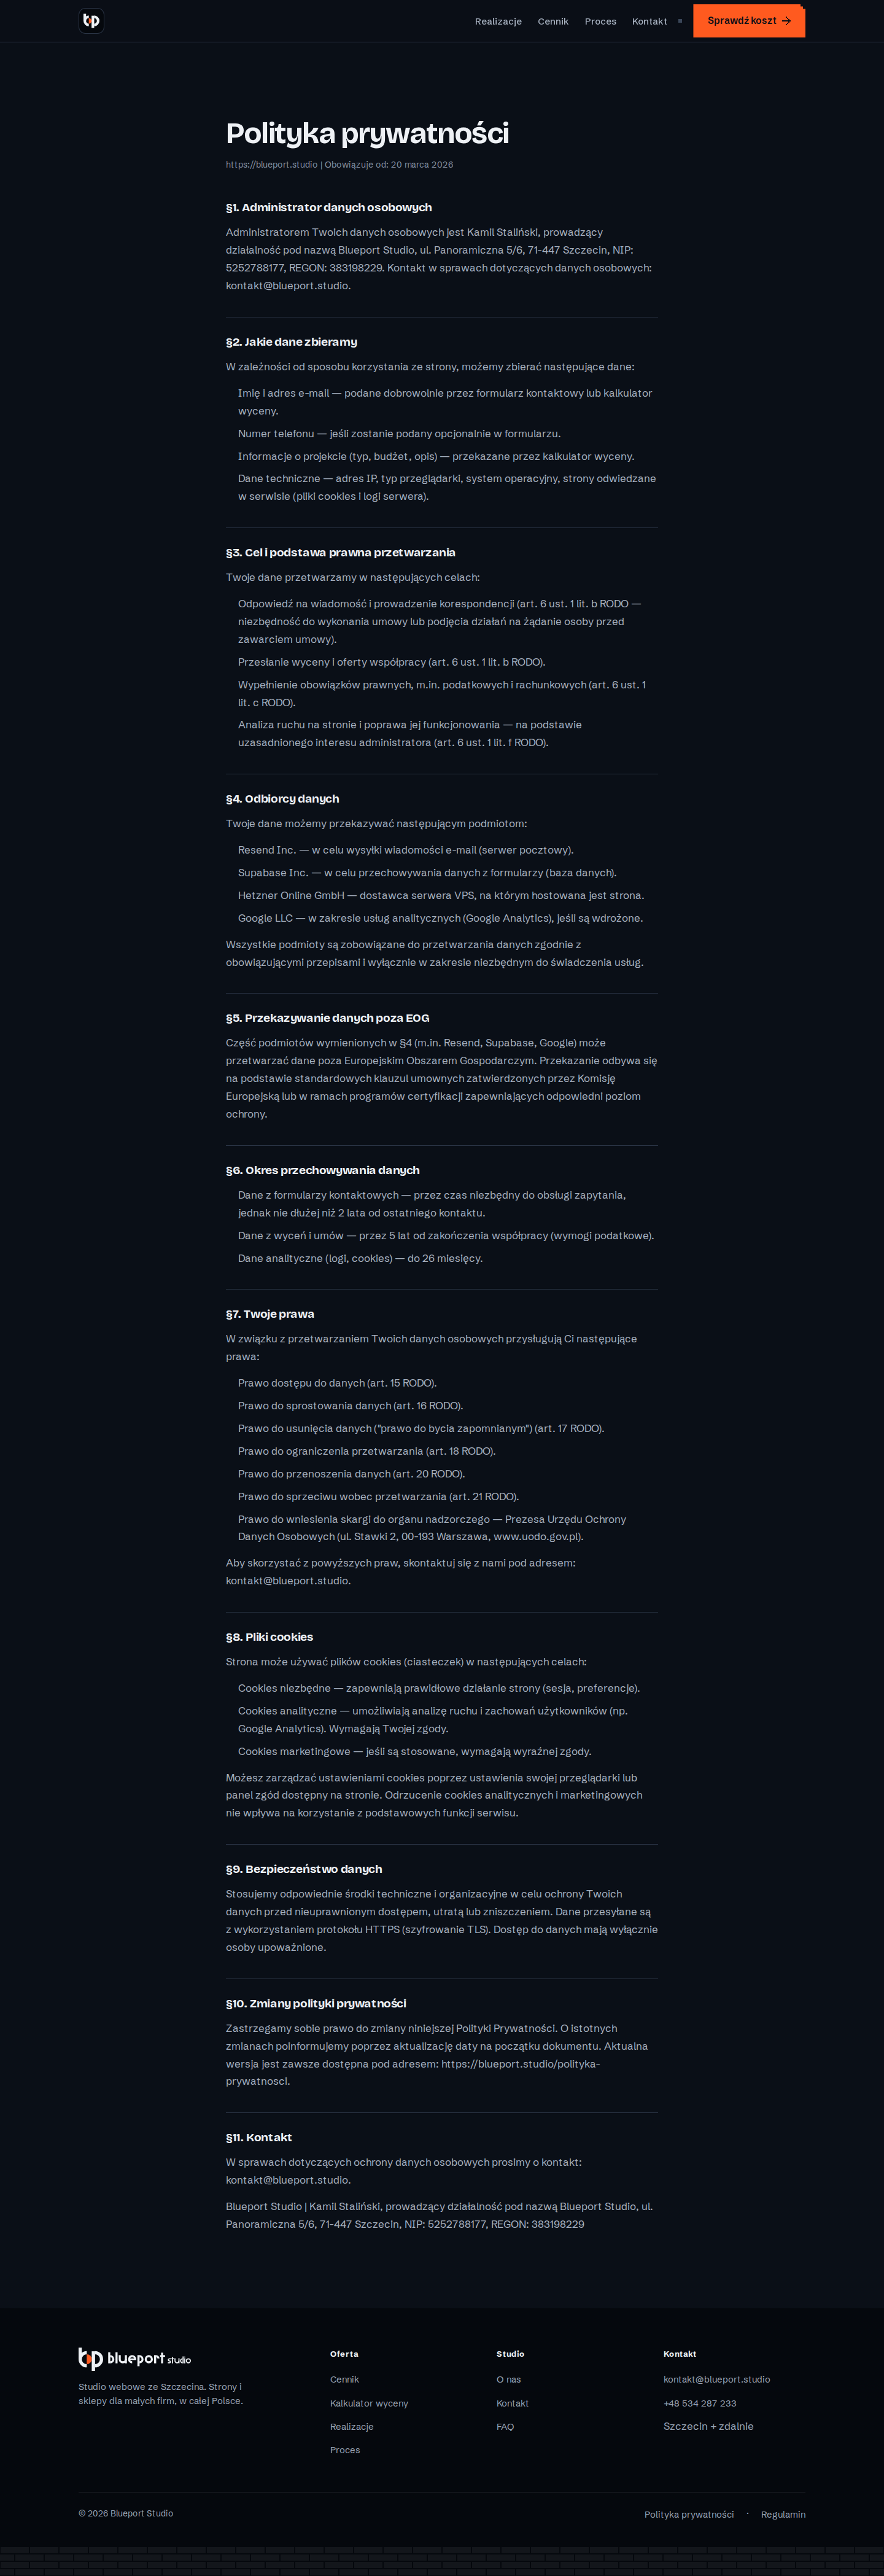 bp
Realizacje Cennik Proces Kontakt Sprawdź koszt →
Polityka prywatności
https://blueport.studio | Obowiązuje od: 20 marca 2026
§1. Administrator danych osobowych
Administratorem Twoich danych osobowych jest Kamil Staliński, prowadzący
działalność pod nazwą Blueport Studio, ul. Panoramiczna 5/6, 71-447 Szczecin, NIP:
5252788177, REGON: 383198229. Kontakt w sprawach dotyczących danych osobowych:
kontakt@blueport.studio.
§2. Jakie dane zbieramy
W zależności od sposobu korzystania ze strony, możemy zbierać następujące dane:
Imię i adres e-mail — podane dobrowolnie przez formularz kontaktowy lub kalkulator
wyceny.
Numer telefonu — jeśli zostanie podany opcjonalnie w formularzu.
Informacje o projekcie (typ, budżet, opis) — przekazane przez kalkulator wyceny.
Dane techniczne — adres IP, typ przeglądarki, system operacyjny, strony odwiedzane
w serwisie (pliki cookies i logi serwera).
§3. Cel i podstawa prawna przetwarzania
Twoje dane przetwarzamy w następujących celach:
Odpowiedź na wiadomość i prowadzenie korespondencji (art. 6 ust. 1 lit. b RODO —
niezbędność do wykonania umowy lub podjęcia działań na żądanie osoby przed
zawarciem umowy).
Przesłanie wyceny i oferty współpracy (art. 6 ust. 1 lit. b RODO).
Wypełnienie obowiązków prawnych, m.in. podatkowych i rachunkowych (art. 6 ust. 1
lit. c RODO).
Analiza ruchu na stronie i poprawa jej funkcjonowania — na podstawie
uzasadnionego interesu administratora (art. 6 ust. 1 lit. f RODO).
§4. Odbiorcy danych
Twoje dane możemy przekazywać następującym podmiotom:
Resend Inc. — w celu wysyłki wiadomości e-mail (serwer pocztowy).
Supabase Inc. — w celu przechowywania danych z formularzy (baza danych).
Hetzner Online GmbH — dostawca serwera VPS, na którym hostowana jest strona.
Google LLC — w zakresie usług analitycznych (Google Analytics), jeśli są wdrożone.
Wszystkie podmioty są zobowiązane do przetwarzania danych zgodnie z
obowiązującymi przepisami i wyłącznie w zakresie niezbędnym do świadczenia usług.
§5. Przekazywanie danych poza EOG
Część podmiotów wymienionych w §4 (m.in. Resend, Supabase, Google) może
przetwarzać dane poza Europejskim Obszarem Gospodarczym. Przekazanie odbywa się
na podstawie standardowych klauzul umownych zatwierdzonych przez Komisję
Europejską lub w ramach programów certyfikacji zapewniających odpowiedni poziom
ochrony.
§6. Okres przechowywania danych
Dane z formularzy kontaktowych — przez czas niezbędny do obsługi zapytania,
jednak nie dłużej niż 2 lata od ostatniego kontaktu.
Dane z wyceń i umów — przez 5 lat od zakończenia współpracy (wymogi podatkowe).
Dane analityczne (logi, cookies) — do 26 miesięcy.
§7. Twoje prawa
W związku z przetwarzaniem Twoich danych osobowych przysługują Ci następujące
prawa:
Prawo dostępu do danych (art. 15 RODO).
Prawo do sprostowania danych (art. 16 RODO).
Prawo do usunięcia danych ("prawo do bycia zapomnianym") (art. 17 RODO).
Prawo do ograniczenia przetwarzania (art. 18 RODO).
Prawo do przenoszenia danych (art. 20 RODO).
Prawo do sprzeciwu wobec przetwarzania (art. 21 RODO).
Prawo do wniesienia skargi do organu nadzorczego — Prezesa Urzędu Ochrony
Danych Osobowych (ul. Stawki 2, 00-193 Warszawa, www.uodo.gov.pl).
Aby skorzystać z powyższych praw, skontaktuj się z nami pod adresem:
kontakt@blueport.studio.
§8. Pliki cookies
Strona może używać plików cookies (ciasteczek) w następujących celach:
Cookies niezbędne — zapewniają prawidłowe działanie strony (sesja, preferencje).
Cookies analityczne — umożliwiają analizę ruchu i zachowań użytkowników (np.
Google Analytics). Wymagają Twojej zgody.
Cookies marketingowe — jeśli są stosowane, wymagają wyraźnej zgody.
Możesz zarządzać ustawieniami cookies poprzez ustawienia swojej przeglądarki lub
panel zgód dostępny na stronie. Odrzucenie cookies analitycznych i marketingowych
nie wpływa na korzystanie z podstawowych funkcji serwisu.
§9. Bezpieczeństwo danych
Stosujemy odpowiednie środki techniczne i organizacyjne w celu ochrony Twoich
danych przed nieuprawnionym dostępem, utratą lub zniszczeniem. Dane przesyłane są
z wykorzystaniem protokołu HTTPS (szyfrowanie TLS). Dostęp do danych mają wyłącznie
osoby upoważnione.
§10. Zmiany polityki prywatności
Zastrzegamy sobie prawo do zmiany niniejszej Polityki Prywatności. O istotnych
zmianach poinformujemy poprzez aktualizację daty na początku dokumentu. Aktualna
wersja jest zawsze dostępna pod adresem: https://blueport.studio/polityka-
prywatnosci.
§11. Kontakt
W sprawach dotyczących ochrony danych osobowych prosimy o kontakt:
kontakt@blueport.studio.
Blueport Studio | Kamil Staliński, prowadzący działalność pod nazwą Blueport Studio, ul.
Panoramiczna 5/6, 71-447 Szczecin, NIP: 5252788177, REGON: 383198229
bp blueport studio
Studio webowe ze Szczecina. Strony i
sklepy dla małych firm, w całej Polsce.
Oferta
Cennik
Kalkulator wyceny
Realizacje
Proces
Studio
O nas
Kontakt
FAQ
Kontakt
kontakt@blueport.studio
+48 534 287 233
Szczecin + zdalnie
© 2026 Blueport Studio
Polityka prywatności · Regulamin